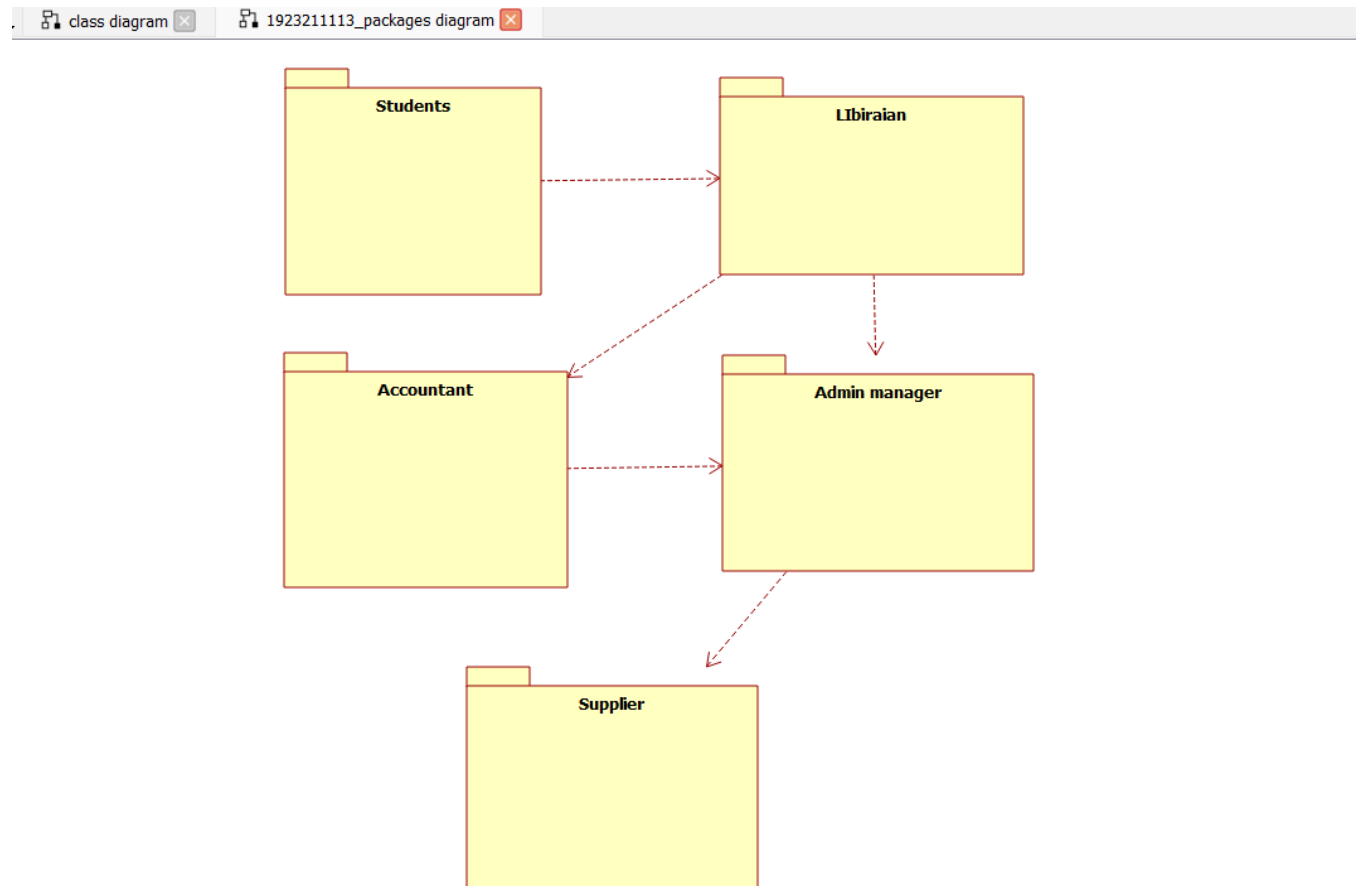 class diagram
1923211113_packages diagram
Students
LIbiraian
Accountant
Admin manager
Supplier